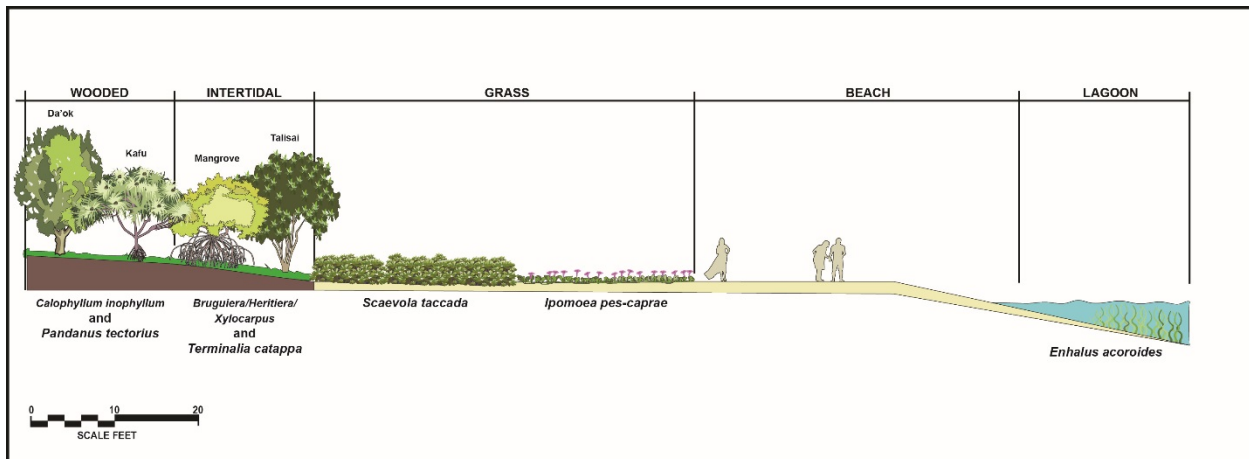 WOODED
INTERTIDAL
GRASS
BEACH
LAGOON
Da'ok
Kafu
Mangrove
Talisai
Calophyllum inophyllum
and
Pandanus tectorius
Bruguiera/Heritiera/
Xylocarpus
and
Terminalia catappa
Scaevola taccada
Ipomoea pes-caprae
Enhalus acoroides
0 10 20
SCALE FEET